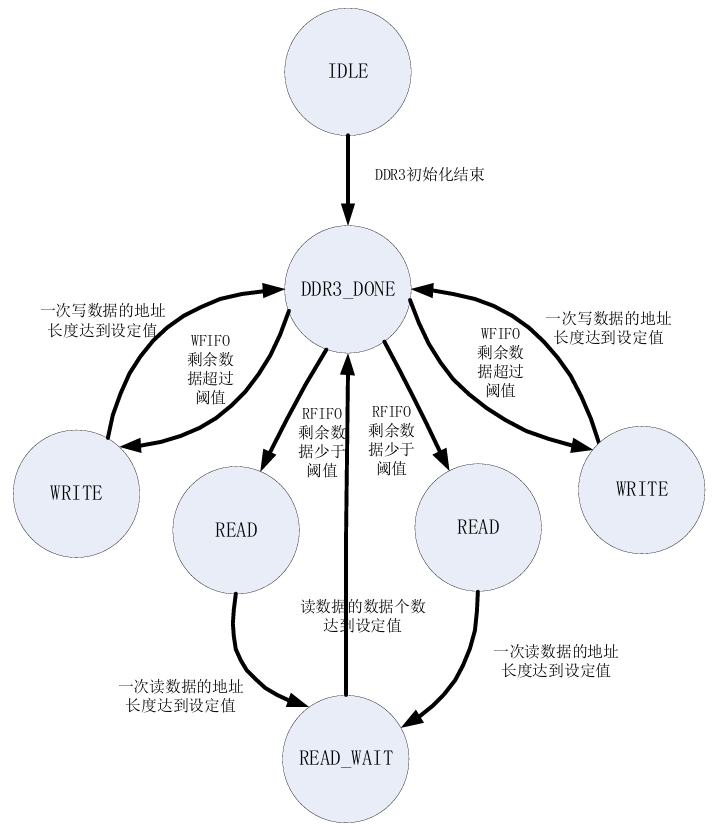 IDLE
DDR3初始化结束
DDR3_DONE
一次写数据的地址
长度达到设定值
WFIFO
剩余数
据超过
阈值
WFIFO
剩余数
据超过
阈值
一次写数据的地址
长度达到设定值
RFIFO
剩余数
据少于
阈值
RFIFO
剩余数
据少于
阈值
WRITE
READ
READ
WRITE
读数据的数据个数
达到设定值
一次读数据的地址
长度达到设定值
一次读数据的地址
长度达到设定值
READ_WAIT